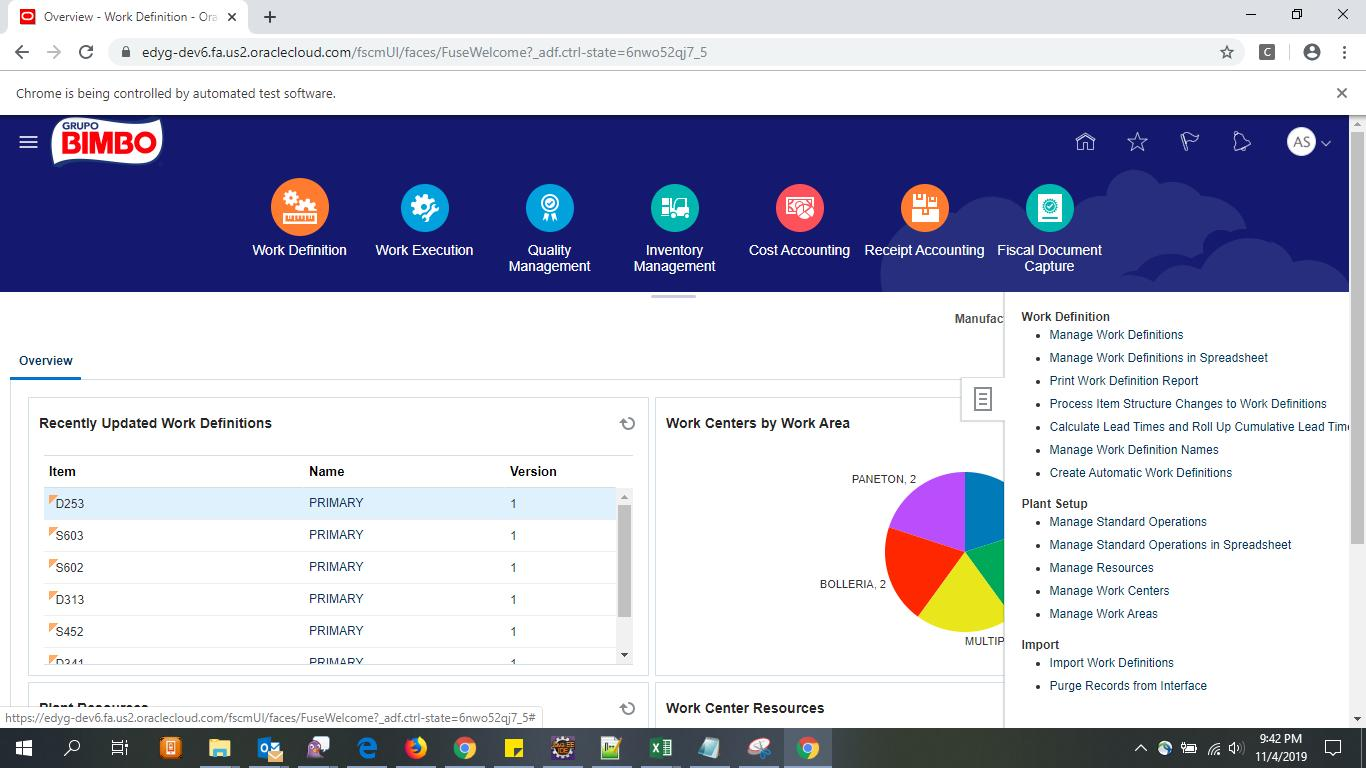 Overview - Work Definition - Ora
edyg-dev6.fa.us2.oraclecloud.com/fscmUI/faces/FuseWelcome?_adf.ctrl-state=6nwo52qj7_5
C
Chrome is being controlled by automated test software.
GRUPO
BIMBO
AS
Work Definition
Work Execution
Quality
Management
Inventory
Management
Cost Accounting
Receipt Accounting
Fiscal Document
Capture
Manufac
Overview
Recently Updated Work Definitions
Item Name Version
D253 PRIMARY 1
S603 PRIMARY 1
S602 PRIMARY 1
D313 PRIMARY 1
S452 PRIMARY 1
D341 PRIMARY 1
Plant Resources
Work Centers by Work Area
PANETON, 2
BOLLERIA, 2
MULTIP
Work Center Resources
Work Definition
Manage Work Definitions
Manage Work Definitions in Spreadsheet
Print Work Definition Report
Process Item Structure Changes to Work Definitions
Calculate Lead Times and Roll Up Cumulative Lead Time
Manage Work Definition Names
Create Automatic Work Definitions
Plant Setup
Manage Standard Operations
Manage Standard Operations in Spreadsheet
Manage Resources
Manage Work Centers
Manage Work Areas
Import
Import Work Definitions
Purge Records from Interface
https://edyg-dev6.fa.us2.oraclecloud.com/fscmUI/faces/FuseWelcome?_adf.ctrl-state=6nwo52qj7_5#
9:42 PM
11/4/2019